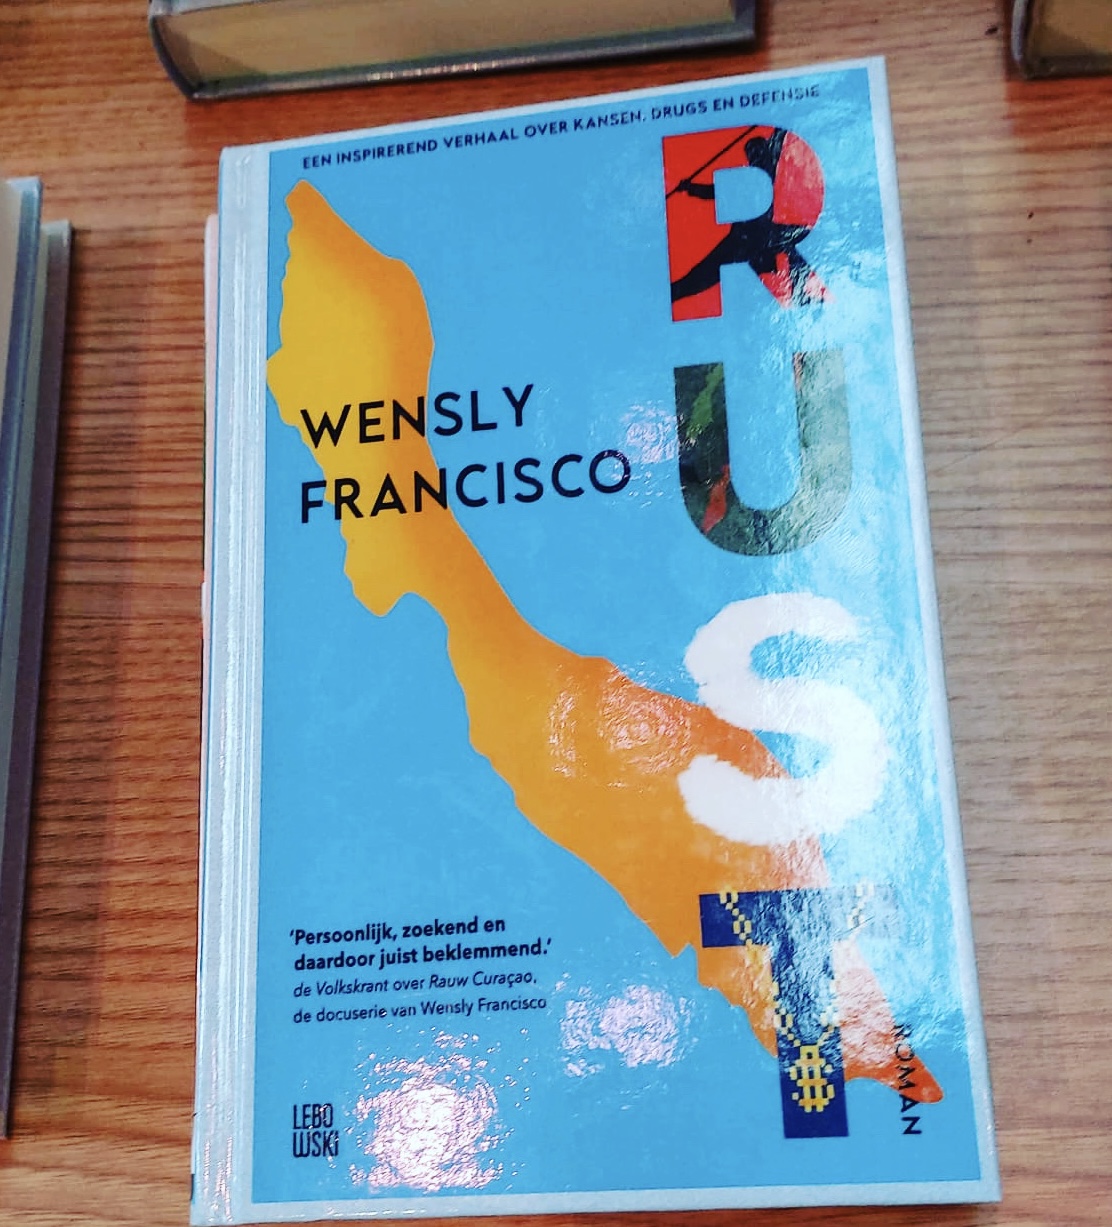 EEN INSPIREREND VERHAAL OVER KANSEN, DRUGS EN DEFENSIE
RUST
WENSLY
FRANCISCO
'Persoonlijk, zoekend en
daardoor juist beklemmend.'
de Volkskrant over Rauw Curaçao,
de docuserie van Wensly Francisco
LEBO
WSKI
ROMAN